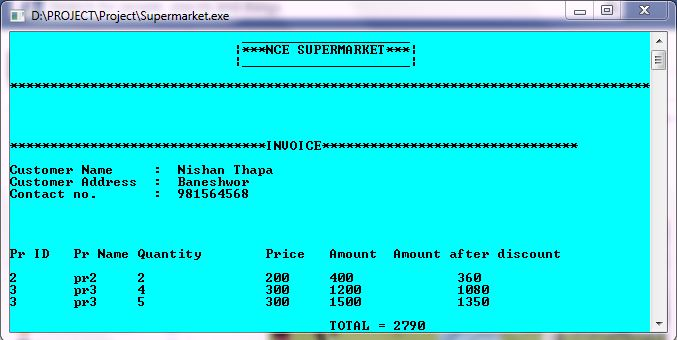 D:\PROJECT\Project\Supermarket.exe
***NCE SUPERMARKET***
*******************************************************************************
********************************INVOICE********************************
Customer Name : Nishan Thapa
Customer Address : Baneshwor
Contact no. : 981564568
Pr ID Pr Name Quantity Price Amount Amount after discount
2 pr2 2 200 400 360
3 pr3 4 300 1200 1080
3 pr3 5 300 1500 1350
TOTAL = 2790